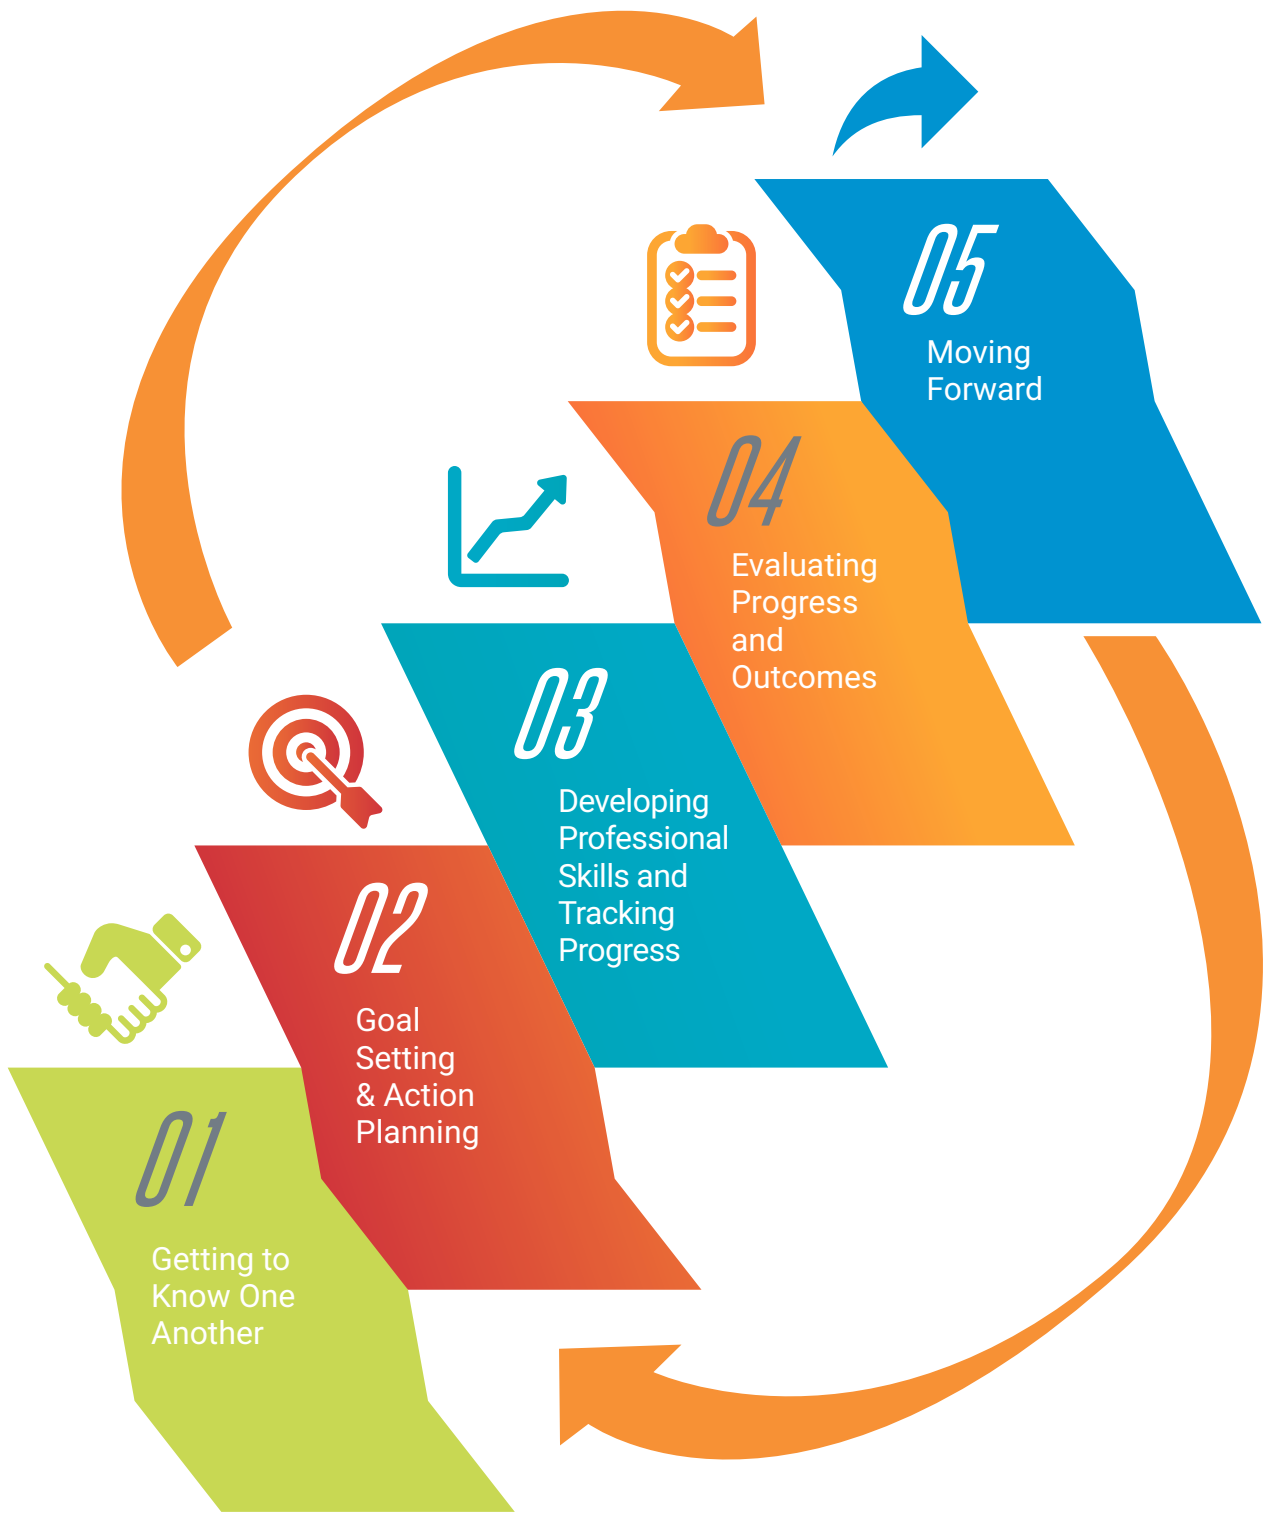 01
Getting to
Know One
Another
02
Goal
Setting
& Action
Planning
03
Developing
Professional
Skills and
Tracking
Progress
04
Evaluating
Progress
and
Outcomes
05
Moving
Forward